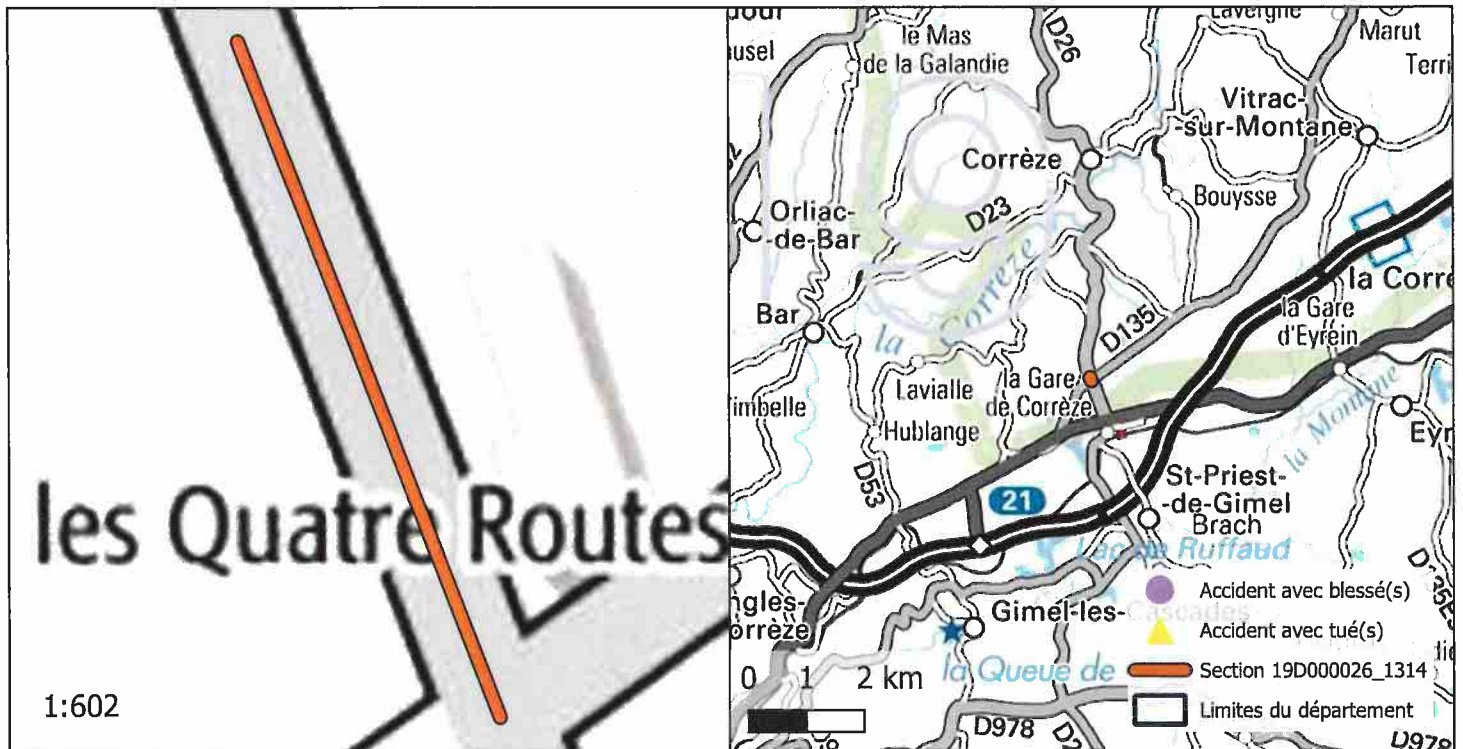 les Quatre Routes
1:602
le Mas
de la Galandie
D26
Lavergne
Marut
Vitrac-
-sur-Montane
Corrèze
Bouysse
Orliac-
-de-Bar
D23
la Corrèze
Bar
D135
la Gare
d'Eyrein
Lavialle
la Gare
de Corrèze
Hublange
la Montane
D53
21
St-Priest-
-de-Gimel
Brach
Lac de Ruffaud
Gimel-les-
Cascades
la Queue de
Accident avec blessé(s)
Accident avec tué(s)
Section 19D000026_1314
Limites du département
0 1 2 km
D978
D978